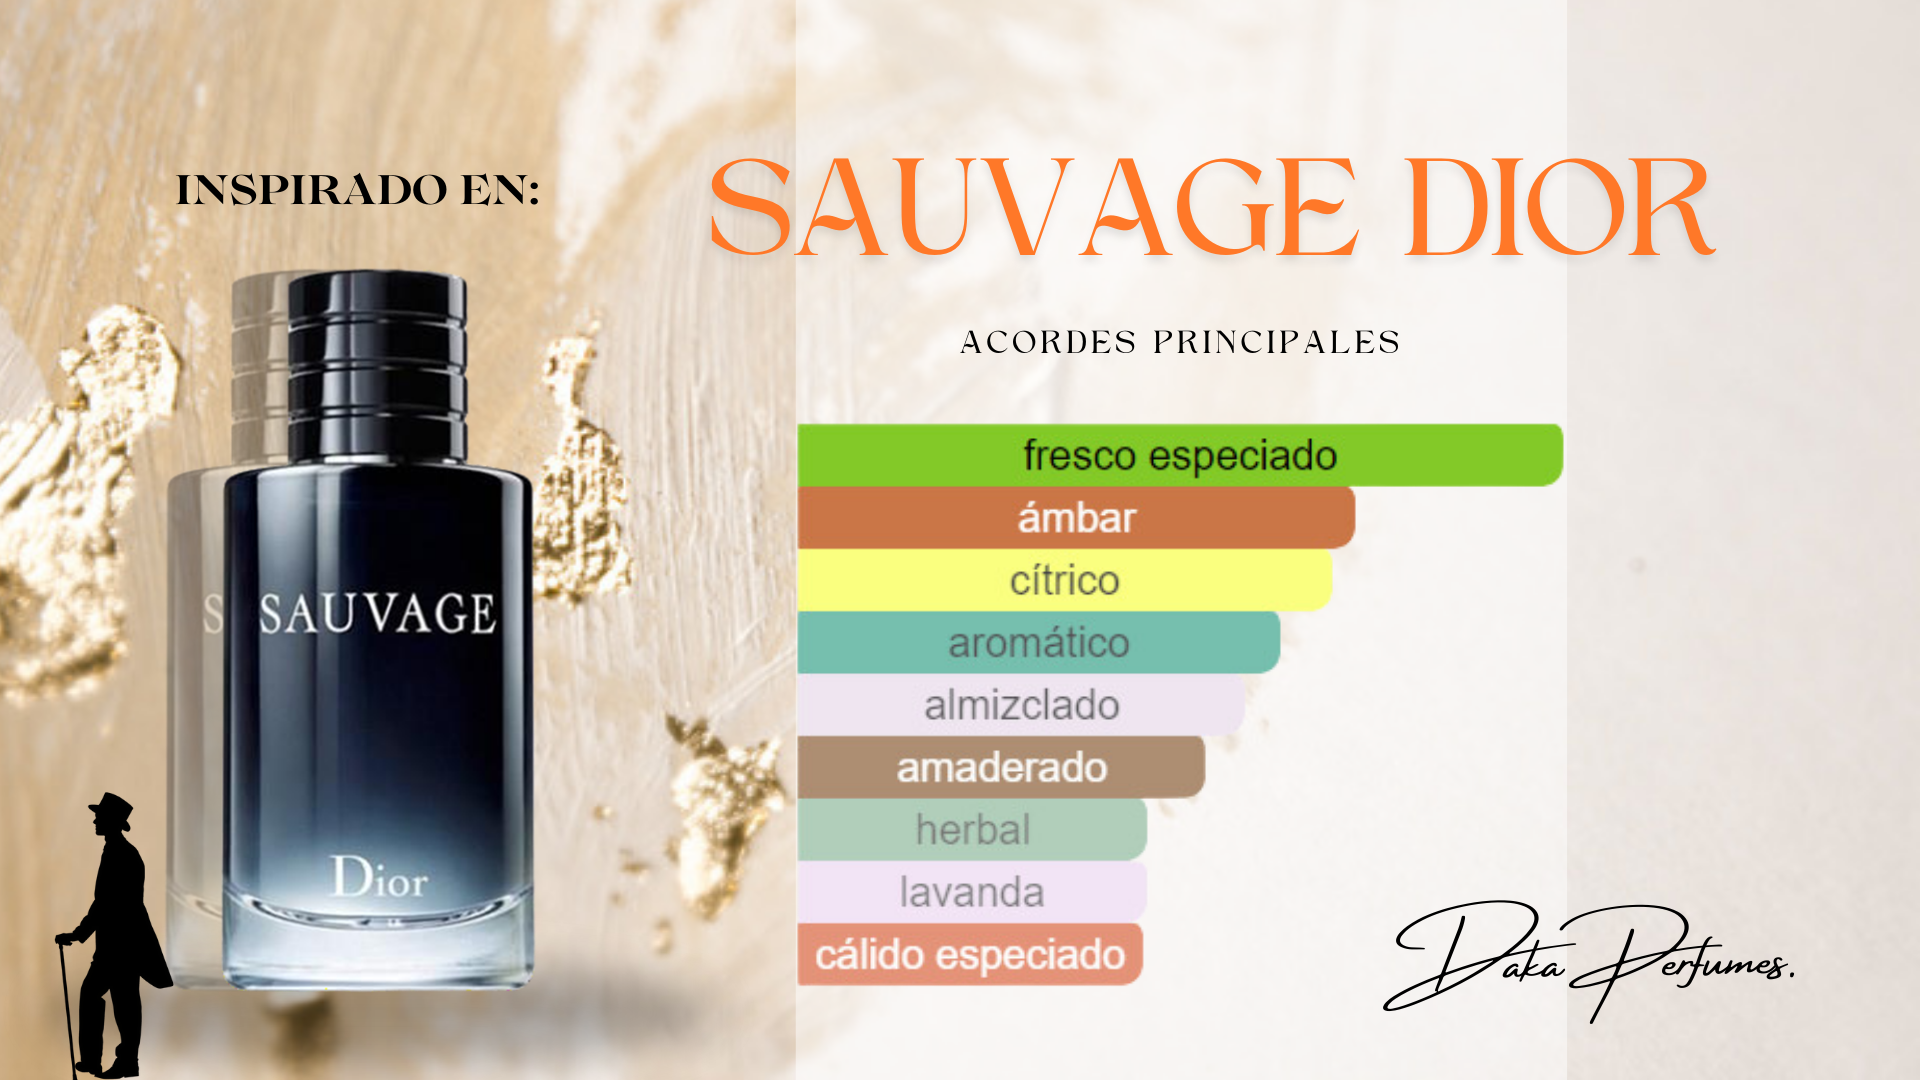 INSPIRADO EN:
SAUVAGE DIOR
ACORDES PRINCIPALES
fresco especiado
ámbar
cítrico
aromático
almizclado
amaderado
herbal
lavanda
cálido especiado
S SAUVAGE
Dior
Daka Perfumes.